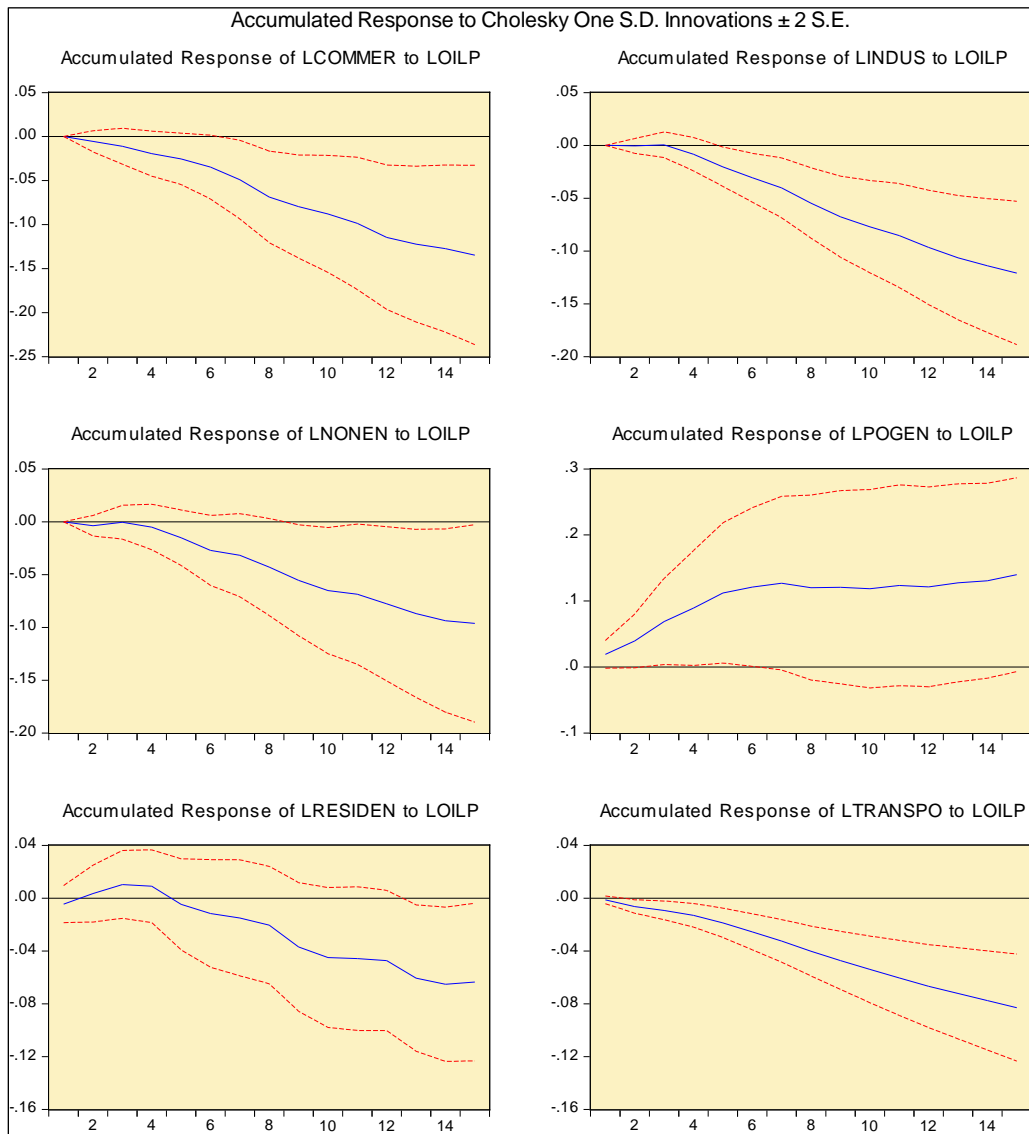 Accumulated Response to Cholesky One S.D. Innovations ± 2 S.E.
Accumulated Response of LCOMMER to LOILP
.05
.00
-.05
-.10
-.15
-.20
-.25
2 4 6 8 10 12 14
Accumulated Response of LINDUS to LOILP
.05
.00
-.05
-.10
-.15
-.20
2 4 6 8 10 12 14
Accumulated Response of LNONEN to LOILP
.05
.00
-.05
-.10
-.15
-.20
2 4 6 8 10 12 14
Accumulated Response of LPOGEN to LOILP
.3
.2
.1
.0
-.1
2 4 6 8 10 12 14
Accumulated Response of LRESIDEN to LOILP
.04
.00
-.04
-.08
-.12
-.16
2 4 6 8 10 12 14
Accumulated Response of LTRANSPO to LOILP
.04
.00
-.04
-.08
-.12
-.16
2 4 6 8 10 12 14